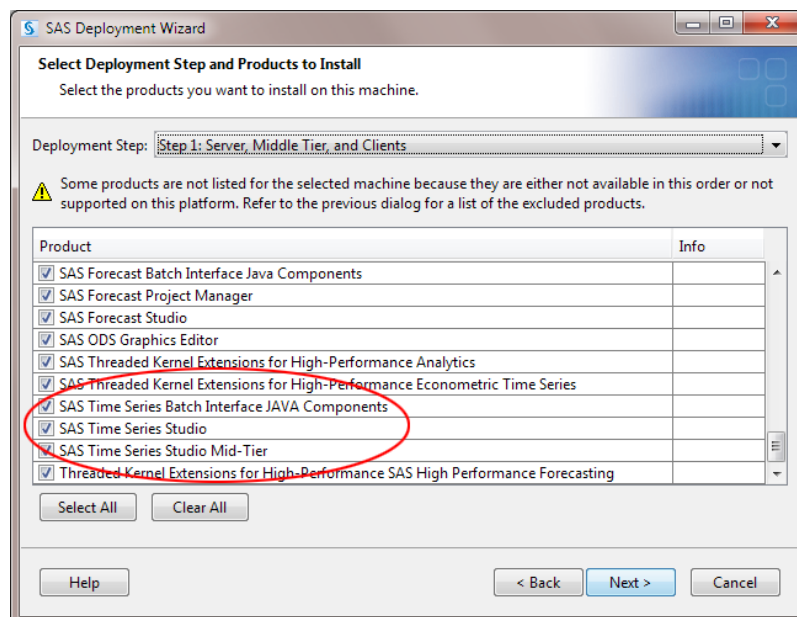 SAS Deployment Wizard
Select Deployment Step and Products to Install
Select the products you want to install on this machine.
Deployment Step: Step 1: Server, Middle Tier, and Clients
Some products are not listed for the selected machine because they are either not available in this order or not
supported on this platform. Refer to the previous dialog for a list of the excluded products.
Product Info
SAS Forecast Batch Interface Java Components
SAS Forecast Project Manager
SAS Forecast Studio
SAS ODS Graphics Editor
SAS Threaded Kernel Extensions for High-Performance Analytics
SAS Threaded Kernel Extensions for High-Performance Econometric Time Series
SAS Time Series Batch Interface JAVA Components
SAS Time Series Studio
SAS Time Series Studio Mid-Tier
Threaded Kernel Extensions for High-Performance SAS High Performance Forecasting
Select All Clear All
Help < Back Next > Cancel